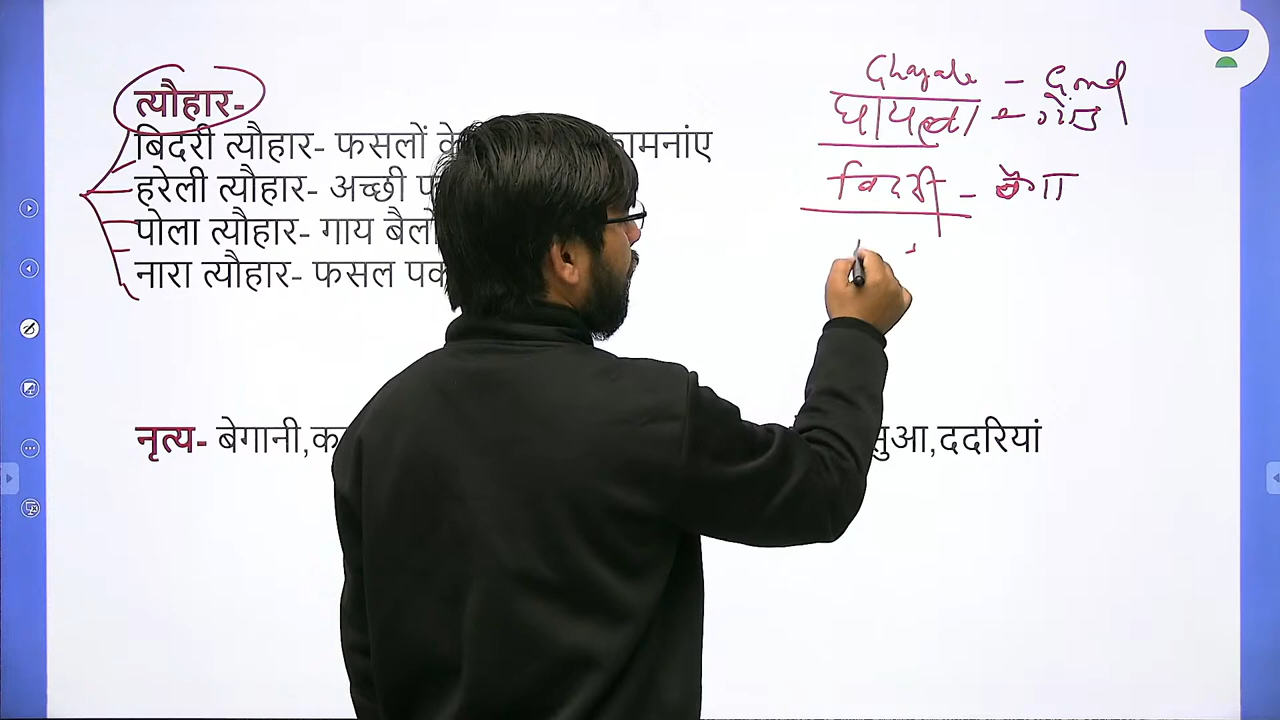 त्यौहार-
बिदरी त्यौहार- फसलों के कामनांए
हरेली त्यौहार- अच्छी
पोला त्यौहार- गाय बैलों
नारा त्यौहार- फसल पक
नृत्य- बेगानी,क सुआ,ददरियां
Ghayala - Gond
घायला - गोंड
बिदरी - बैगा